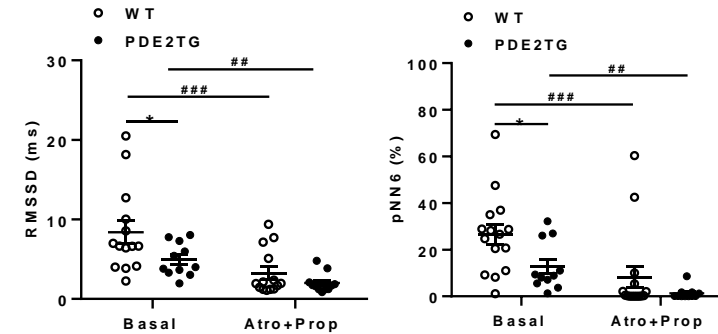 WT
PDE2TG
RMSSD (ms)
30
20
10
0
##
###
*
Basal
Atro+Prop
WT
PDE2TG
pNN6 (%)
100
80
60
40
20
0
##
###
*
Basal
Atro+Prop